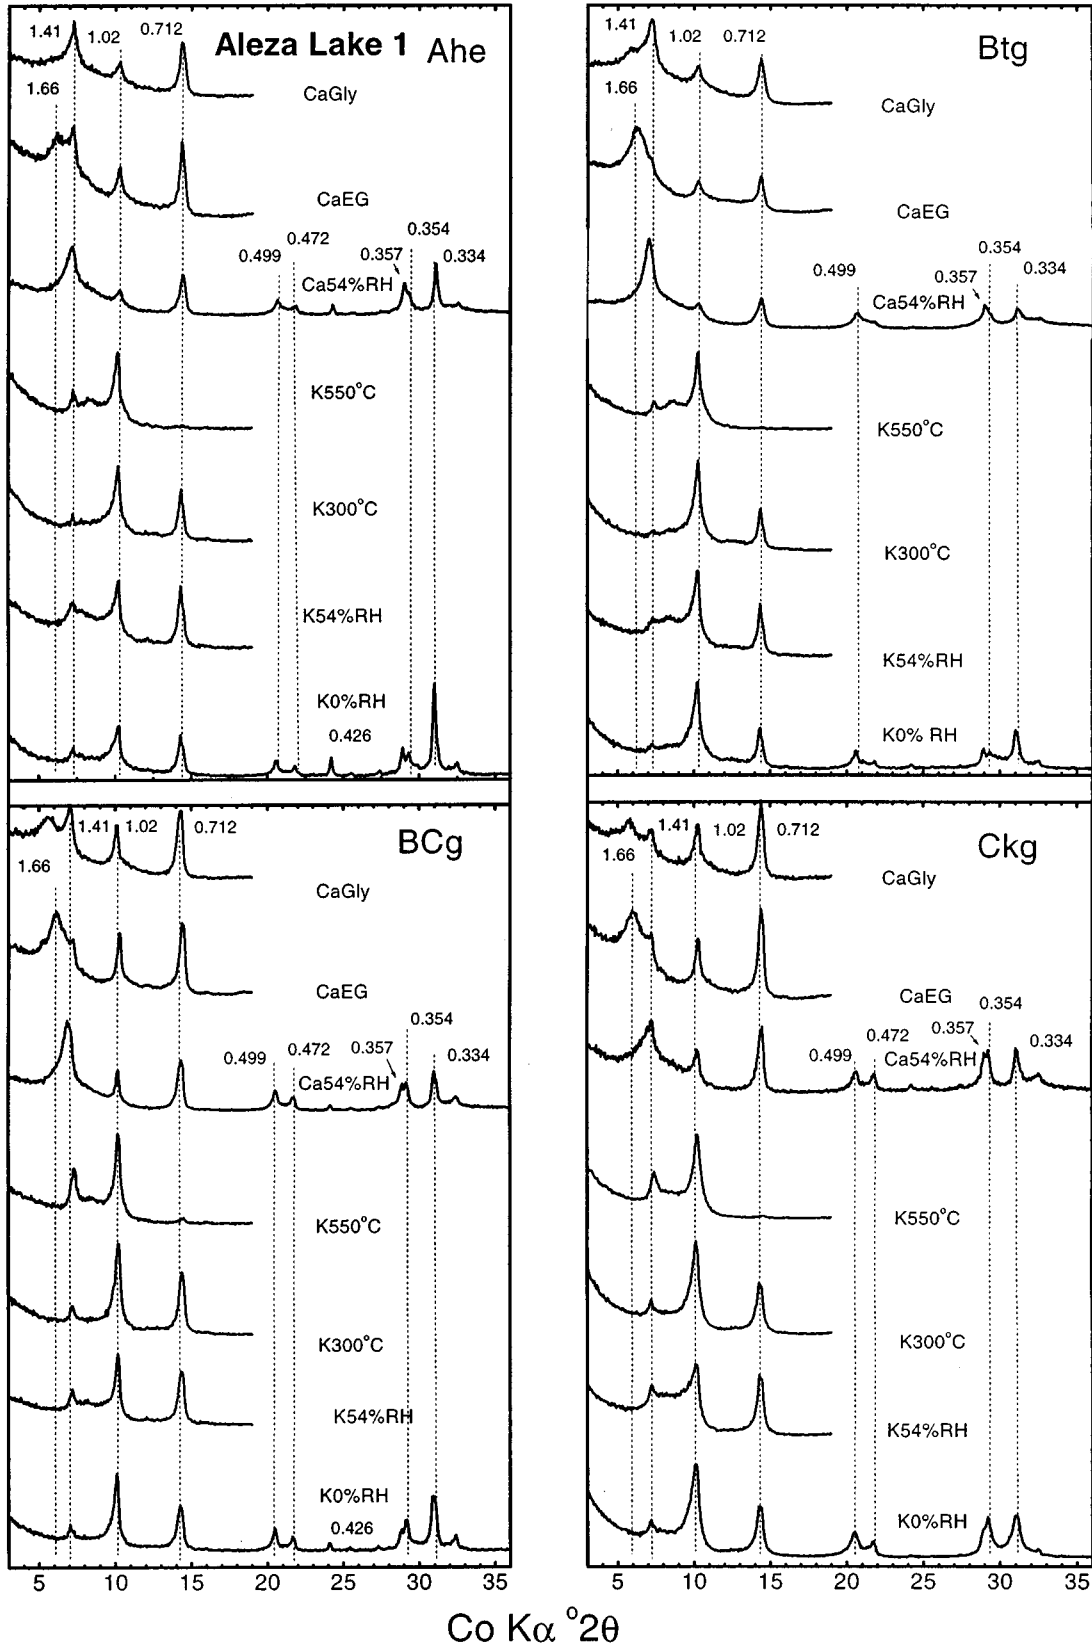 Aleza Lake 1 Ahe
1.41 1.02 0.712
CaGly
1.66
CaEG
0.499 0.472 0.357 0.354 0.334
Ca54%RH
K550°C
K300°C
K54%RH
K0%RH
0.426
Btg
1.41 1.02 0.712
1.66
CaGly
CaEG
0.499 0.357 0.354 0.334
Ca54%RH
K550°C
K300°C
K54%RH
K0% RH
BCg
1.41 1.02 0.712
1.66
CaGly
CaEG
0.499 0.472 0.357 0.354 0.334
Ca54%RH
K550°C
K300°C
K54%RH
K0%RH
0.426
5 10 15 20 25 30 35
Ckg
1.41 1.02 0.712
1.66
CaGly
CaEG
0.499 0.472 0.357 0.354 0.334
Ca54%RH
K550°C
K300°C
K54%RH
K0%RH
5 10 15 20 25 30 35
Co Kα °2θ